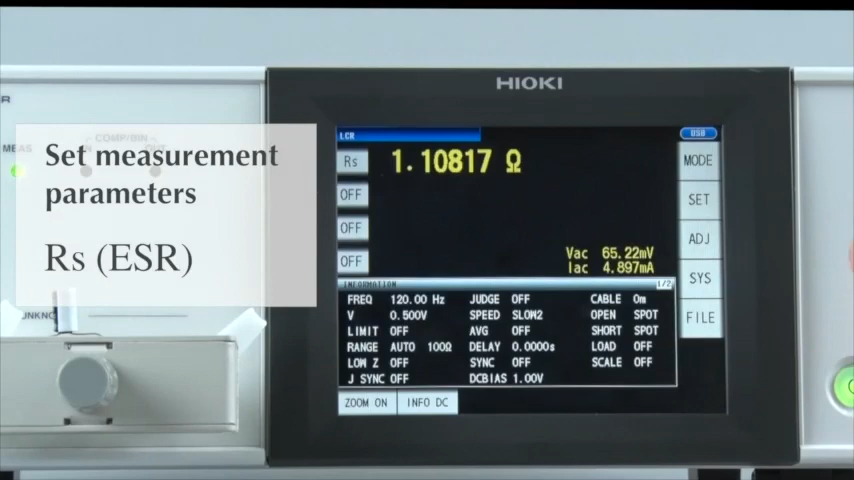 HIOKI
R
COMP/BIN
MEAS IN OUT
Set measurement
parameters
Rs (ESR)
LCR
USB
Rs 1.10817 Ω
OFF
OFF
OFF
Vac 65.22mV
Iac 4.897mA
MODE
SET
ADJ
SYS
FILE
INFORMATION 1/2
FREQ 120.00 Hz JUDGE OFF CABLE 0m
V 0.500V SPEED SLOW2 OPEN SPOT
LIMIT OFF AVG OFF SHORT SPOT
RANGE AUTO 100Ω DELAY 0.0000s LOAD OFF
LOW Z OFF SYNC OFF SCALE OFF
J SYNC OFF DCBIAS 1.00V
ZOOM ON INFO DC
UNKNO